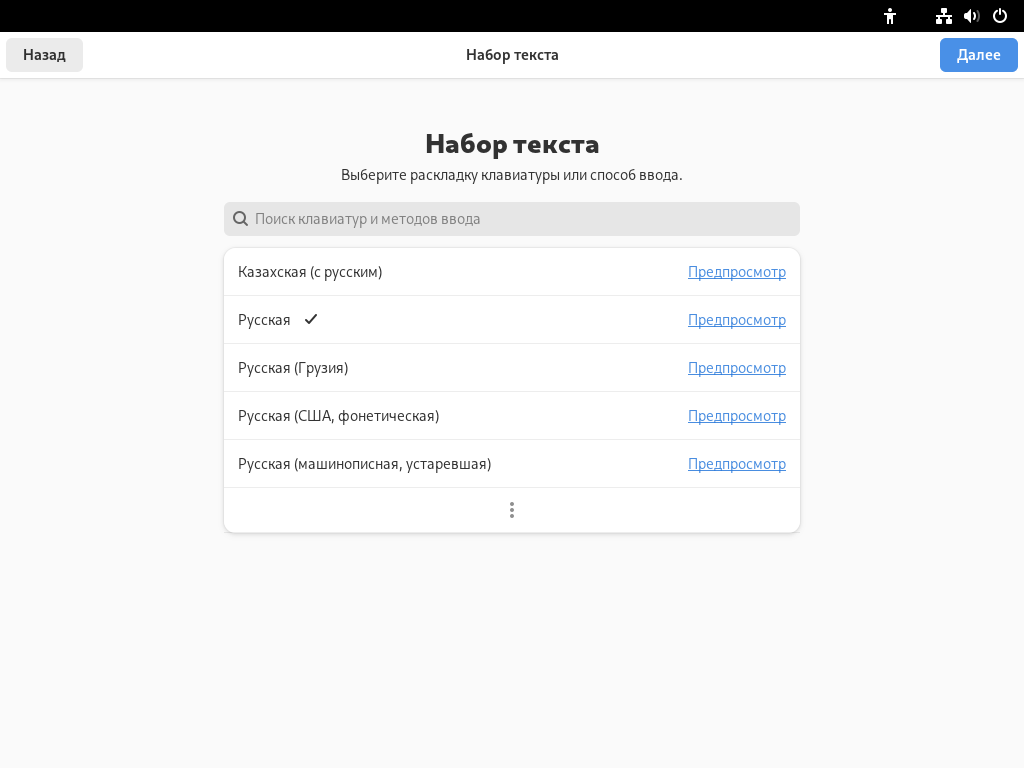 Назад
Набор текста
Далее
Набор текста
Выберите раскладку клавиатуры или способ ввода.
Поиск клавиатур и методов ввода
Казахская (с русским) Предпросмотр
Русская Предпросмотр
Русская (Грузия) Предпросмотр
Русская (США, фонетическая) Предпросмотр
Русская (машинописная, устаревшая) Предпросмотр